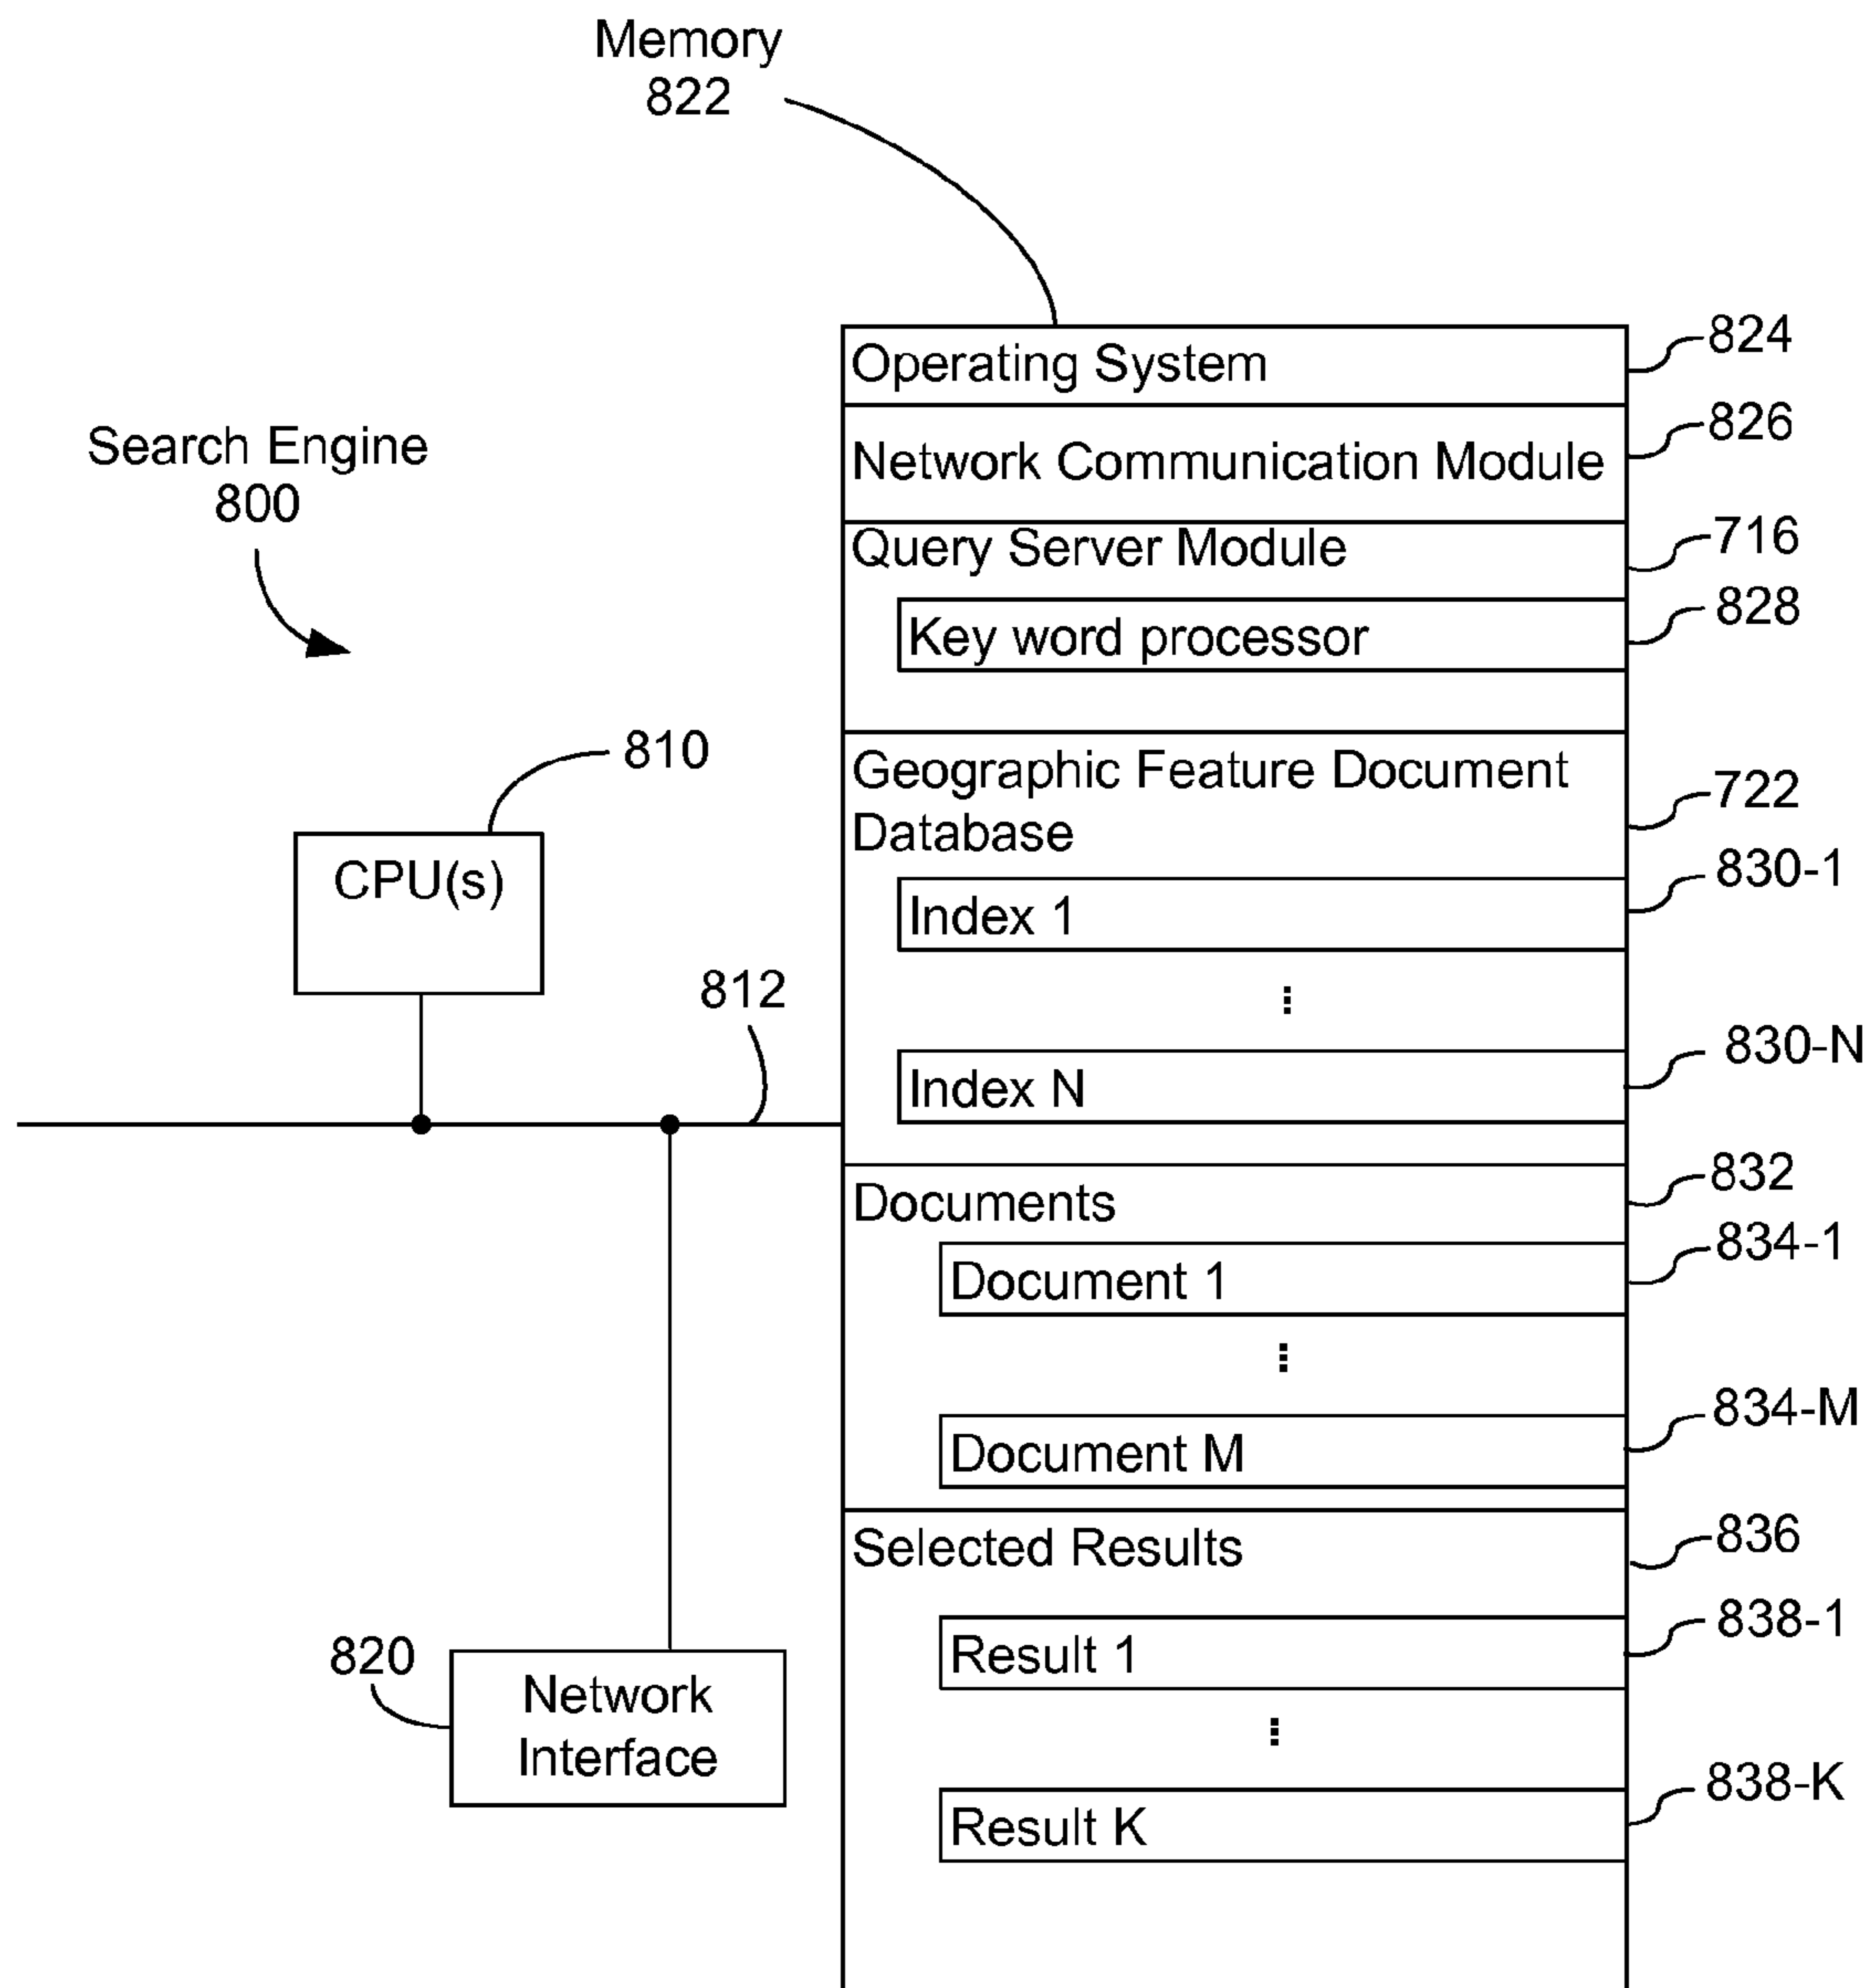 Memory
822
Operating System
824
Network Communication Module
826
Search Engine
800
Query Server Module
716
Key word processor
828
810
CPU(s)
Geographic Feature Document
Database
722
830-1
Index 1
812
830-N
Index N
Documents
832
834-1
Document 1
834-M
Document M
Selected Results
836
838-1
Result 1
820
Network
Interface
838-K
Result K